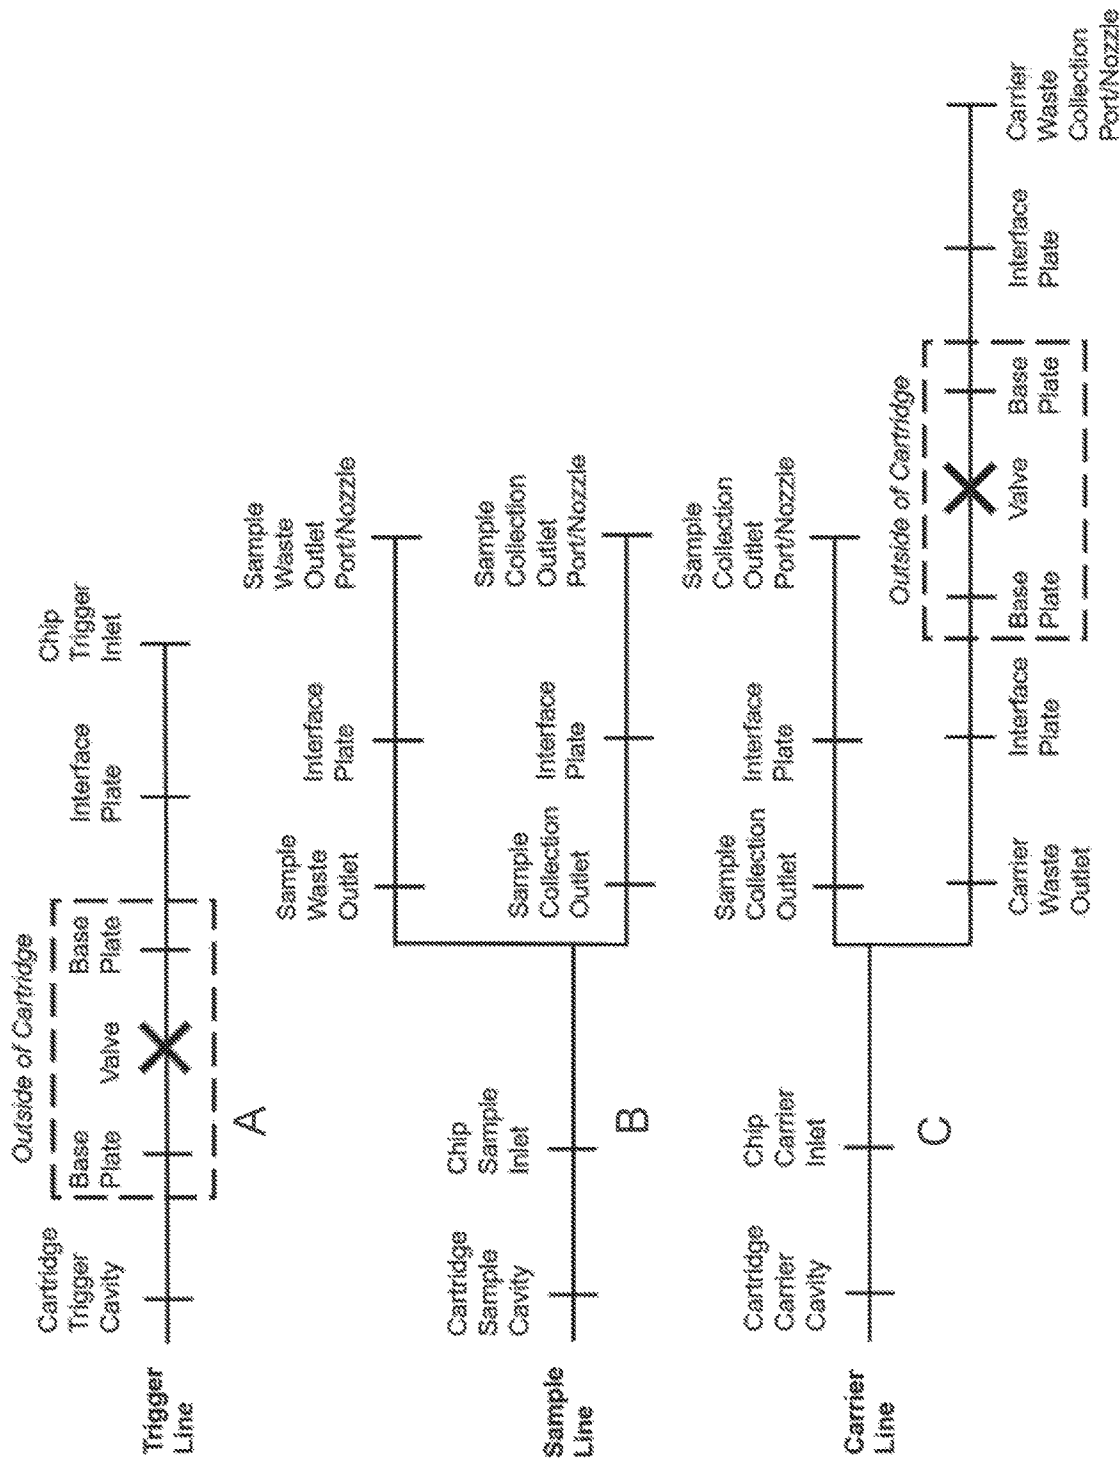 Outside of Cartridge
Cartridge
Trigger
Cavity
Base
Plate
Valve
Base
Plate
Interface
Plate
Chip
Trigger
Inlet
Trigger
Line
A
Cartridge
Sample
Cavity
Chip
Sample
Inlet
Sample
Waste
Outlet
Interface
Plate
Sample
Waste
Outlet
Port/Nozzle
Sample
Collection
Outlet
Interface
Plate
Sample
Collection
Outlet
Port/Nozzle
Sample
Line
B
Cartridge
Carrier
Cavity
Chip
Carrier
Inlet
Sample
Collection
Outlet
Interface
Plate
Sample
Collection
Outlet
Port/Nozzle
Carrier
Line
C
Outside of Cartridge
Carrier
Waste
Outlet
Interface
Plate
Base
Plate
Valve
Base
Plate
Interface
Plate
Carrier
Waste
Collection
Port/Nozzle